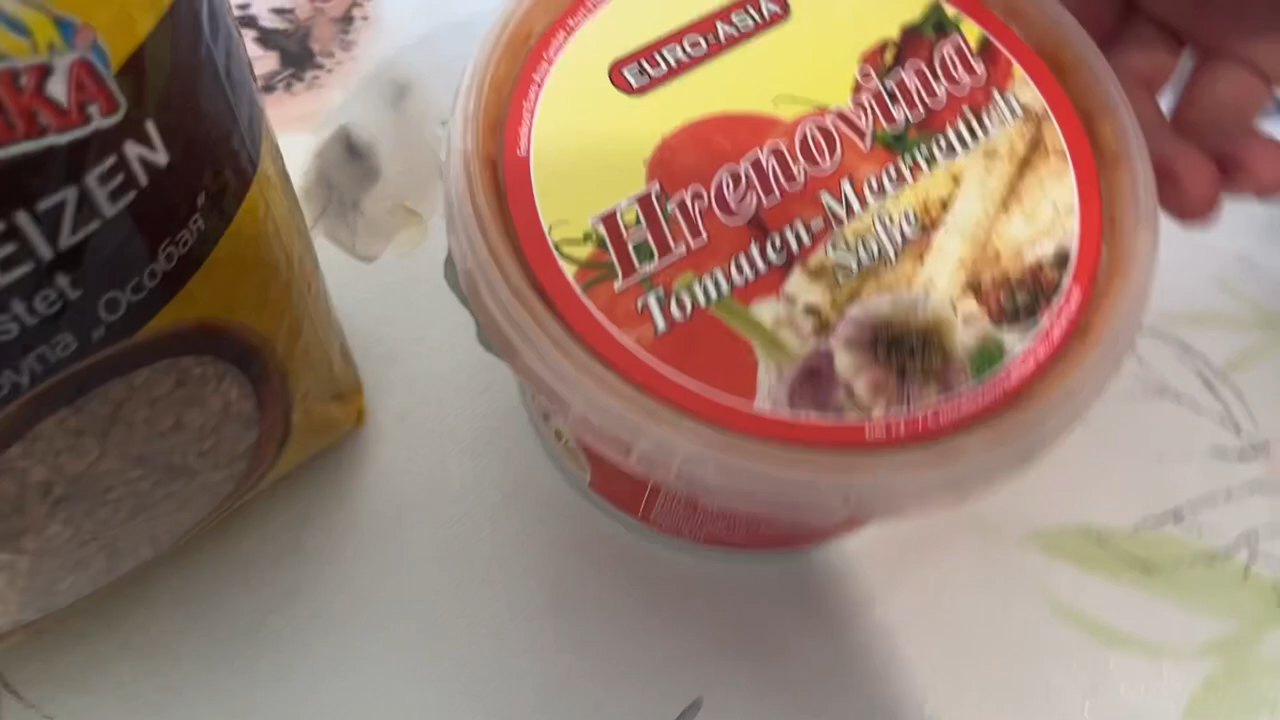 KA
EIZEN
stet
рупа „Особая“
EURO-ASIA
Hrenovina
Tomaten-Meerrettich
Soße